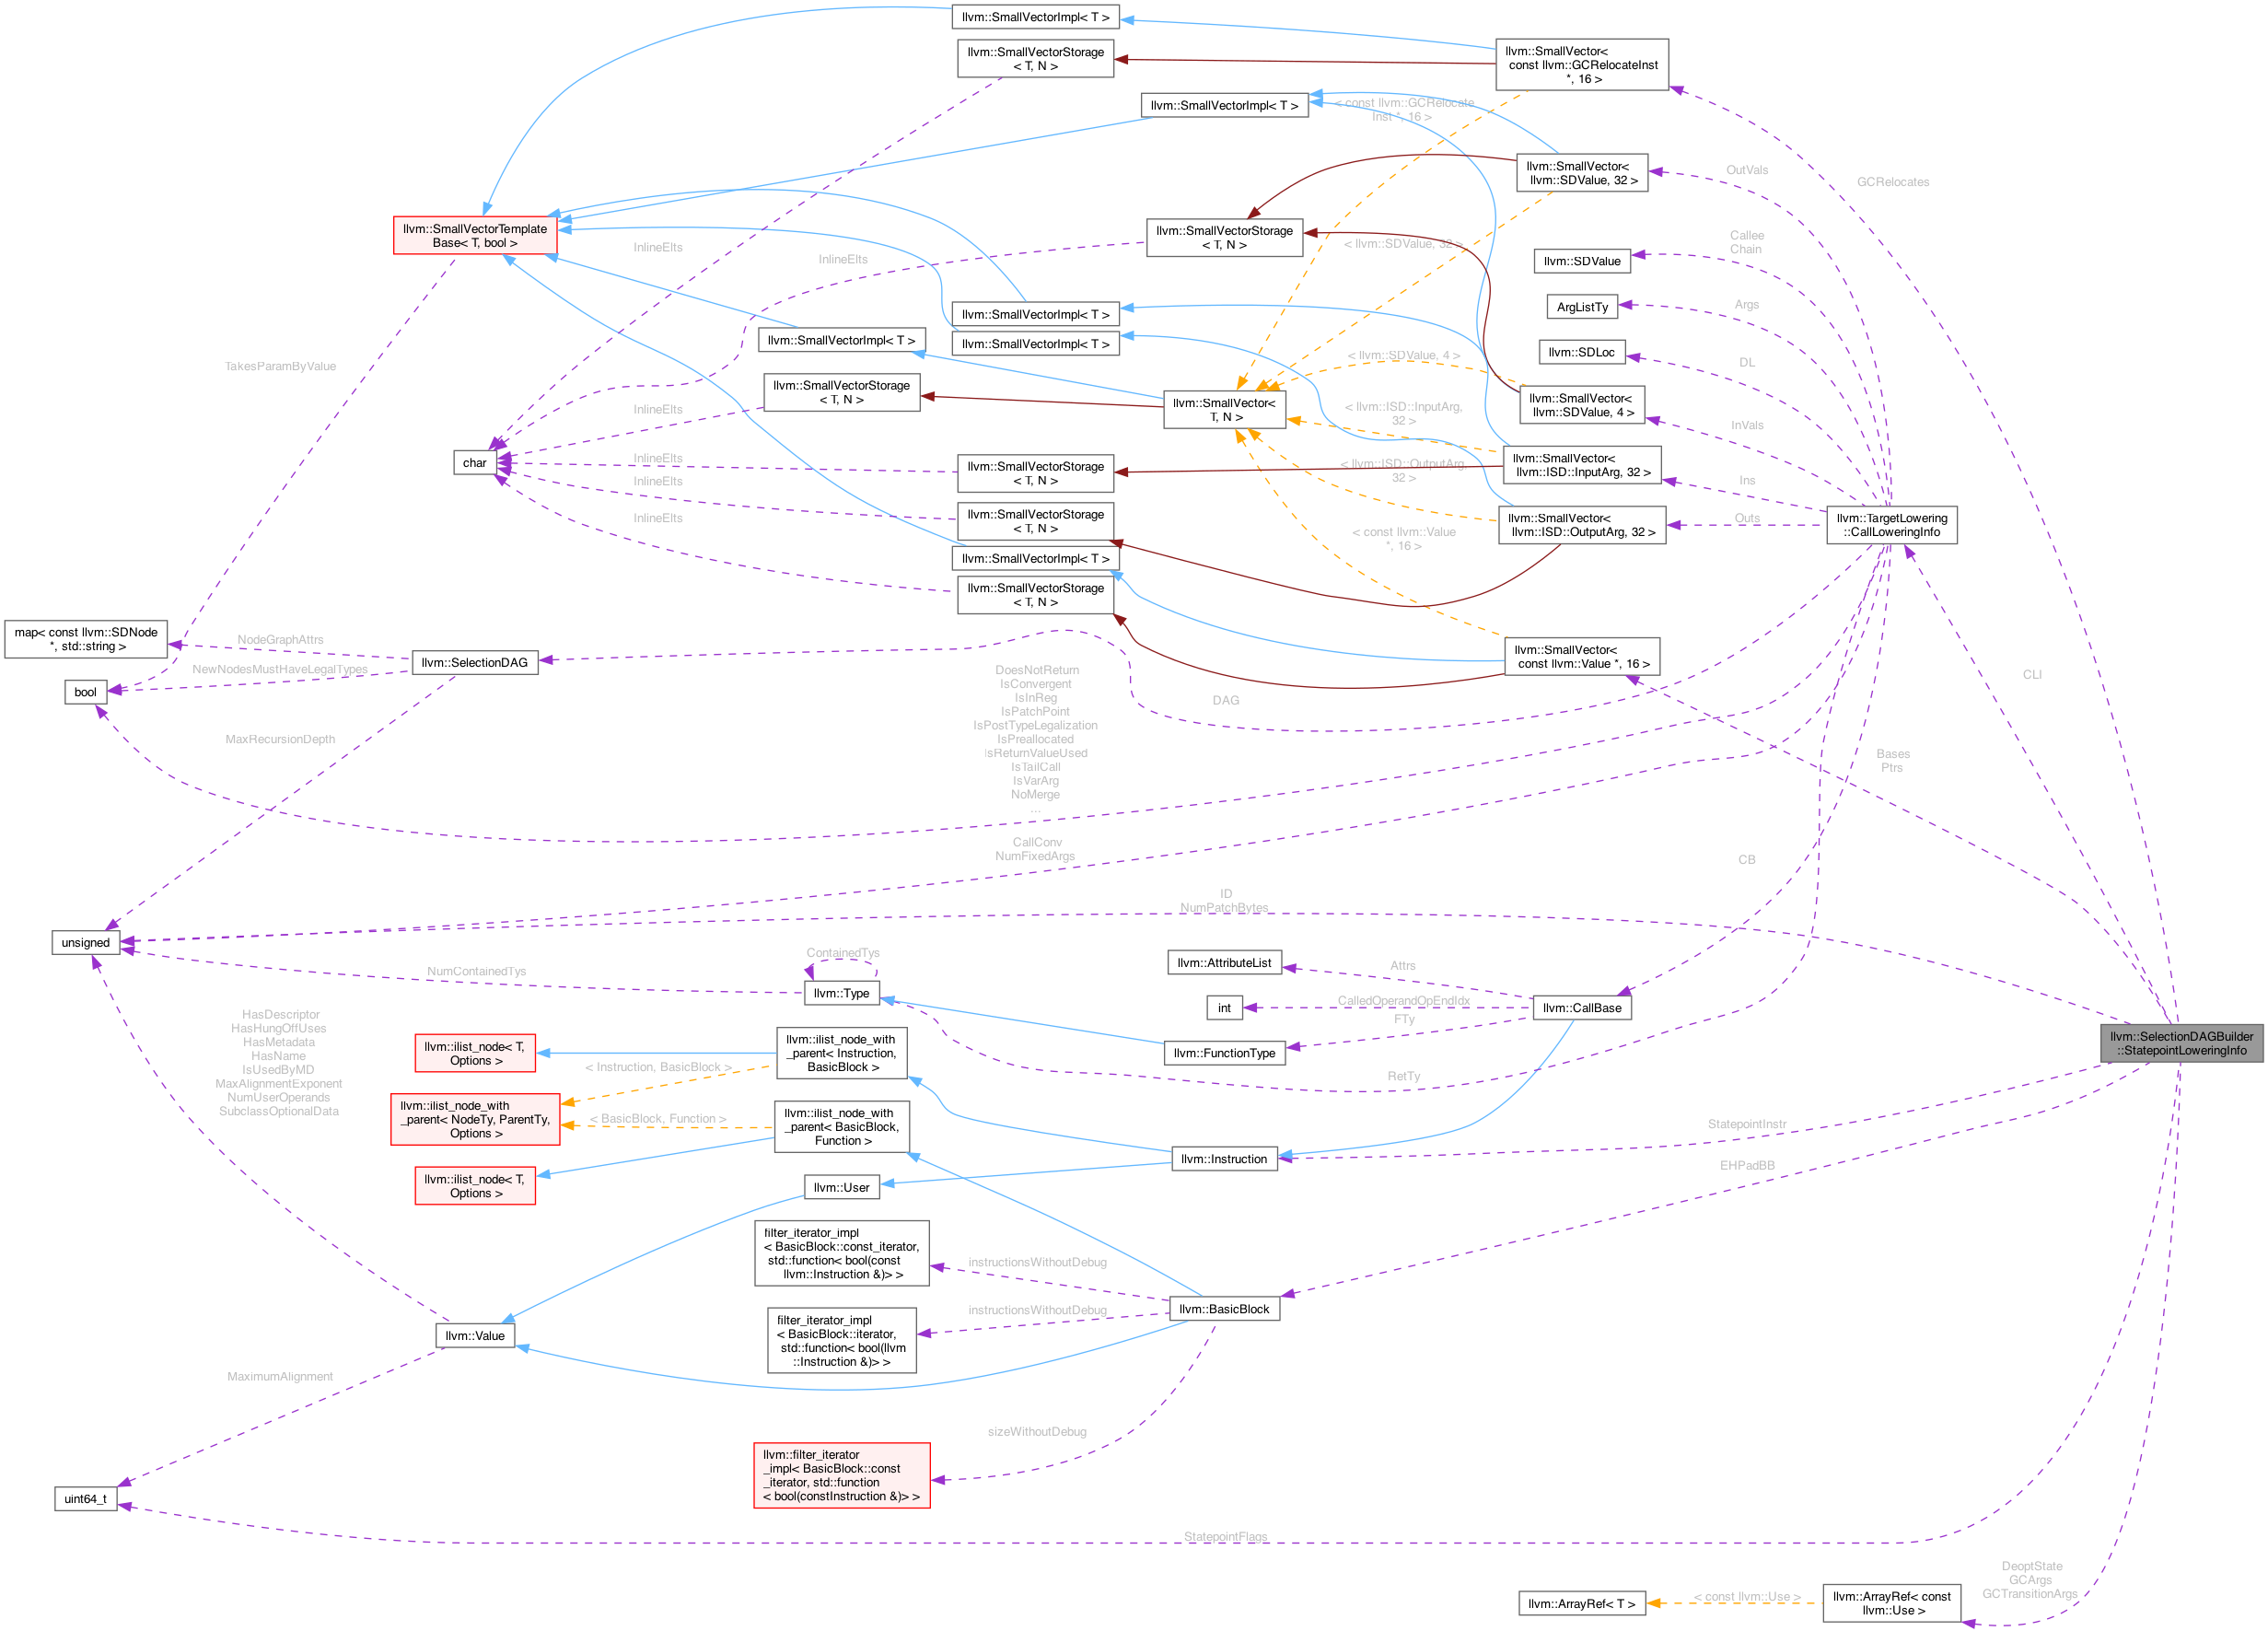 llvm::SmallVectorImpl< T >
llvm::SmallVectorStorage
< T, N >
llvm::SmallVector<
const llvm::GCRelocateInst
*, 16 >
llvm::SmallVectorImpl< T >
< const llvm::GCRelocate
Inst *, 16 >
llvm::SmallVector<
llvm::SDValue, 32 >
OutVals
GCRelocates
llvm::SmallVectorTemplate
Base< T, bool >
llvm::SmallVectorStorage
< T, N >
InlineElts
InlineElts
< llvm::SDValue, 32 >
llvm::SDValue
Callee
Chain
ArgListTy
Args
llvm::SmallVectorImpl< T >
llvm::SmallVectorImpl< T >
llvm::SmallVectorImpl< T >
llvm::SDLoc
DL
TakesParamByValue
< llvm::SDValue, 4 >
llvm::SmallVectorStorage
< T, N >
InlineElts
llvm::SmallVector<
T, N >
llvm::SmallVector<
llvm::SDValue, 4 >
< llvm::ISD::InputArg,
32 >
InVals
char
InlineElts
llvm::SmallVectorStorage
< T, N >
< llvm::ISD::OutputArg,
32 >
llvm::SmallVector<
llvm::ISD::InputArg, 32 >
Ins
InlineElts
llvm::SmallVectorStorage
< T, N >
InlineElts
llvm::SmallVector<
llvm::ISD::OutputArg, 32 >
Outs
llvm::TargetLowering
::CallLoweringInfo
< const llvm::Value
*, 16 >
llvm::SmallVectorImpl< T >
llvm::SmallVectorStorage
< T, N >
map< const llvm::SDNode
*, std::string >
NodeGraphAttrs
llvm::SelectionDAG
NewNodesMustHaveLegalTypes
bool
llvm::SmallVector<
const llvm::Value *, 16 >
CLI
DAG
DoesNotReturn
IsConvergent
IsInReg
IsPatchPoint
IsPostTypeLegalization
IsPreallocated
IsReturnValueUsed
IsTailCall
IsVarArg
NoMerge
...
MaxRecursionDepth
Bases
Ptrs
CallConv
NumFixedArgs
CB
ID
NumPatchBytes
unsigned
ContainedTys
NumContainedTys
llvm::Type
llvm::AttributeList
Attrs
int
CalledOperandOpEndIdx
llvm::CallBase
FTy
llvm::FunctionType
RetTy
llvm::SelectionDAGBuilder
::StatepointLoweringInfo
HasDescriptor
HasHungOffUses
HasMetadata
HasName
IsUsedByMD
MaxAlignmentExponent
NumUserOperands
SubclassOptionalData
llvm::ilist_node< T,
Options >
llvm::ilist_node_with
_parent< Instruction,
BasicBlock >
< Instruction, BasicBlock >
llvm::ilist_node_with
_parent< NodeTy, ParentTy,
Options >
< BasicBlock, Function >
llvm::ilist_node_with
_parent< BasicBlock,
Function >
llvm::ilist_node< T,
Options >
llvm::User
llvm::Instruction
StatepointInstr
EHPadBB
filter_iterator_impl
< BasicBlock::const_iterator,
std::function< bool(const
llvm::Instruction &)> >
instructionsWithoutDebug
llvm::BasicBlock
instructionsWithoutDebug
filter_iterator_impl
< BasicBlock::iterator,
std::function< bool(llvm
::Instruction &)> >
llvm::Value
MaximumAlignment
sizeWithoutDebug
llvm::filter_iterator
_impl< BasicBlock::const
_iterator, std::function
< bool(constInstruction &)> >
uint64_t
StatepointFlags
DeoptState
GCArgs
GCTransitionArgs
llvm::ArrayRef< T >
< const llvm::Use >
llvm::ArrayRef< const
llvm::Use >